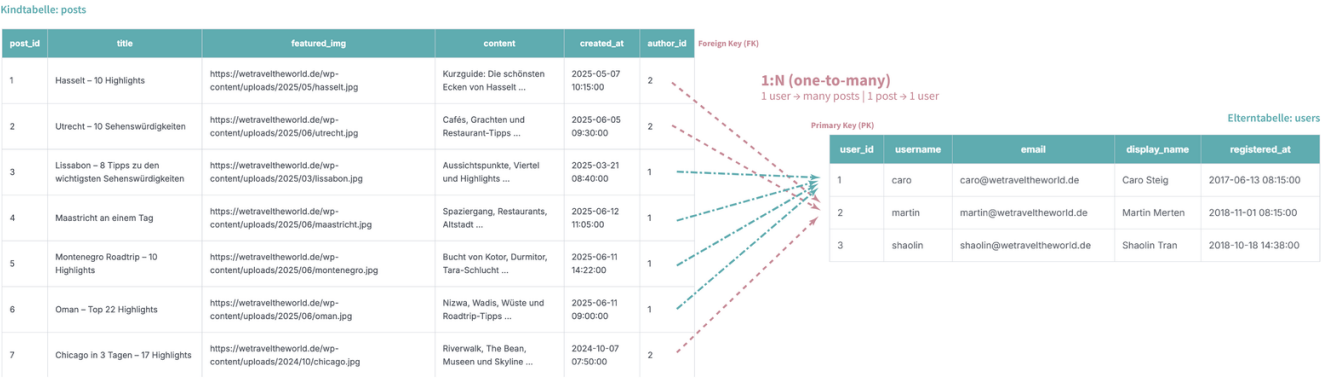 Kindtabelle: posts
post_id title featured_img content created_at author_id
Foreign Key (FK)
1 Hasselt – 10 Highlights https://wetraveltheworld.de/wp-content/uploads/2025/05/hasselt.jpg Kurzguide: Die schönsten Ecken von Hasselt ... 2025-05-07 10:15:00 2
2 Utrecht – 10 Sehenswürdigkeiten https://wetraveltheworld.de/wp-content/uploads/2025/06/utrecht.jpg Cafés, Grachten und Restaurant-Tipps ... 2025-06-05 09:30:00 2
3 Lissabon – 8 Tipps zu den wichtigsten Sehenswürdigkeiten https://wetraveltheworld.de/wp-content/uploads/2025/03/lissabon.jpg Aussichtspunkte, Viertel und Highlights ... 2025-03-21 08:40:00 1
4 Maastricht an einem Tag https://wetraveltheworld.de/wp-content/uploads/2025/06/maastricht.jpg Spaziergang, Restaurants, Altstadt ... 2025-06-12 11:05:00 1
5 Montenegro Roadtrip – 10 Highlights https://wetraveltheworld.de/wp-content/uploads/2025/06/montenegro.jpg Bucht von Kotor, Durmitor, Tara-Schlucht ... 2025-06-11 14:22:00 1
6 Oman – Top 22 Highlights https://wetraveltheworld.de/wp-content/uploads/2025/06/oman.jpg Nizwa, Wadis, Wüste und Roadtrip-Tipps ... 2025-06-11 09:00:00 1
7 Chicago in 3 Tagen – 17 Highlights https://wetraveltheworld.de/wp-content/uploads/2024/10/chicago.jpg Riverwalk, The Bean, Museen und Skyline ... 2024-10-07 07:50:00 2
1:N (one-to-many)
1 user → many posts | 1 post → 1 user
Elterntabelle: users
Primary Key (PK)
user_id username email display_name registered_at
1 caro caro@wetraveltheworld.de Caro Steig 2017-06-13 08:15:00
2 martin martin@wetraveltheworld.de Martin Merten 2018-11-01 08:15:00
3 shaolin shaolin@wetraveltheworld.de Shaolin Tran 2018-10-18 14:38:00